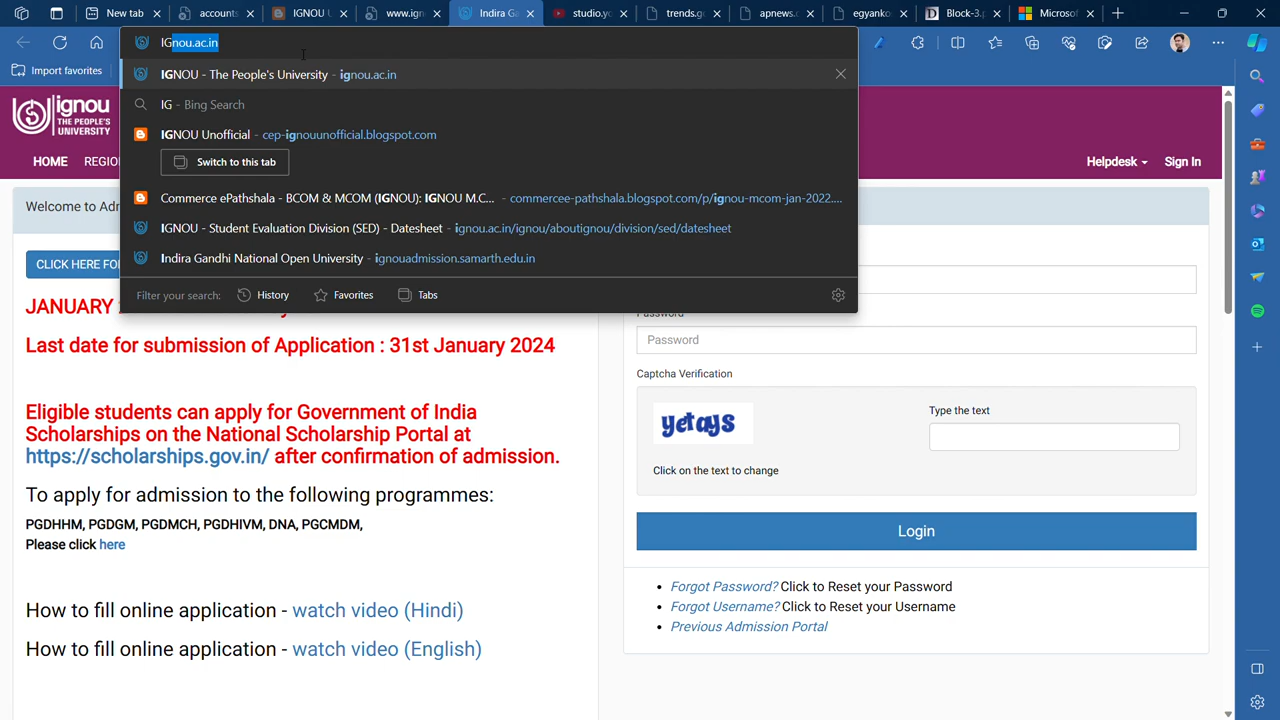 New tab
accounts
IGNOU U
www.ign
Indira Ga
studio.yo
trends.go
apnews.c
egyanko
Block-3.p
Microsof
IGnou.ac.in
Import favorites
IGNOU - The People's University - ignou.ac.in
IG - Bing Search
IGNOU Unofficial - cep-ignouunofficial.blogspot.com
Switch to this tab
Commerce ePathshala - BCOM & MCOM (IGNOU): IGNOU M.C... - commercee-pathshala.blogspot.com/p/ignou-mcom-jan-2022....
IGNOU - Student Evaluation Division (SED) - Datesheet - ignou.ac.in/ignou/aboutignou/division/sed/datesheet
Indira Gandhi National Open University - ignouadmission.samarth.edu.in
Filter your search: History Favorites Tabs
ignou
THE PEOPLE'S
UNIVERSITY
HOME REGIO
Helpdesk Sign In
Welcome to Adm
CLICK HERE FO
JANUARY
Last date for submission of Application : 31st January 2024
Eligible students can apply for Government of India
Scholarships on the National Scholarship Portal at
https://scholarships.gov.in/ after confirmation of admission.
To apply for admission to the following programmes:
PGDHHM, PGDGM, PGDMCH, PGDHIVM, DNA, PGCMDM,
Please click here
How to fill online application - watch video (Hindi)
How to fill online application - watch video (English)
Password
Password
Captcha Verification
yetays
Type the text
Click on the text to change
Login
Forgot Password? Click to Reset your Password
Forgot Username? Click to Reset your Username
Previous Admission Portal